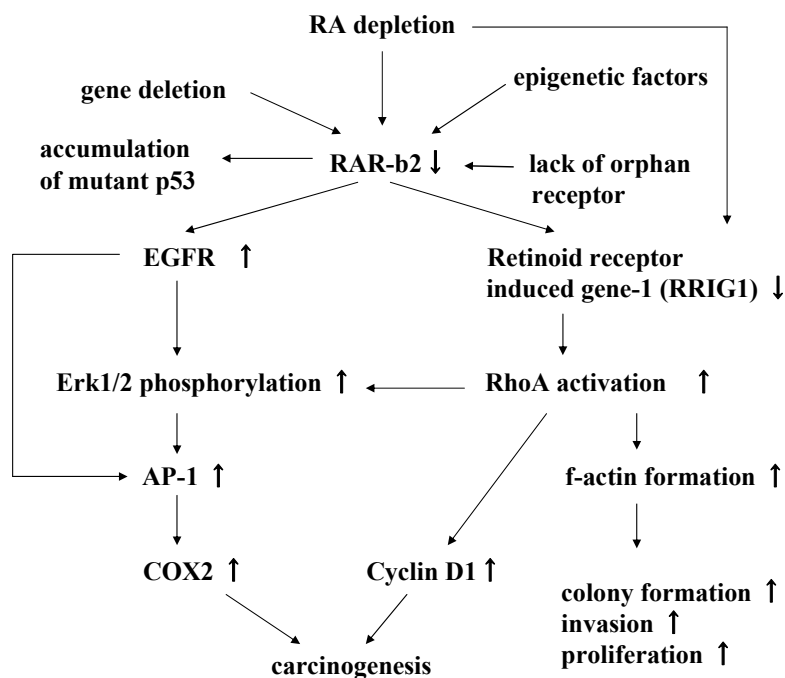 RA depletion
gene deletion
epigenetic factors
accumulation
of mutant p53
RAR-b2 ↓
lack of orphan
receptor
EGFR ↑
Retinoid receptor
induced gene-1 (RRIG1) ↓
Erk1/2 phosphorylation ↑
RhoA activation ↑
AP-1 ↑
f-actin formation ↑
COX2 ↑
Cyclin D1 ↑
colony formation ↑
invasion ↑
proliferation ↑
carcinogenesis